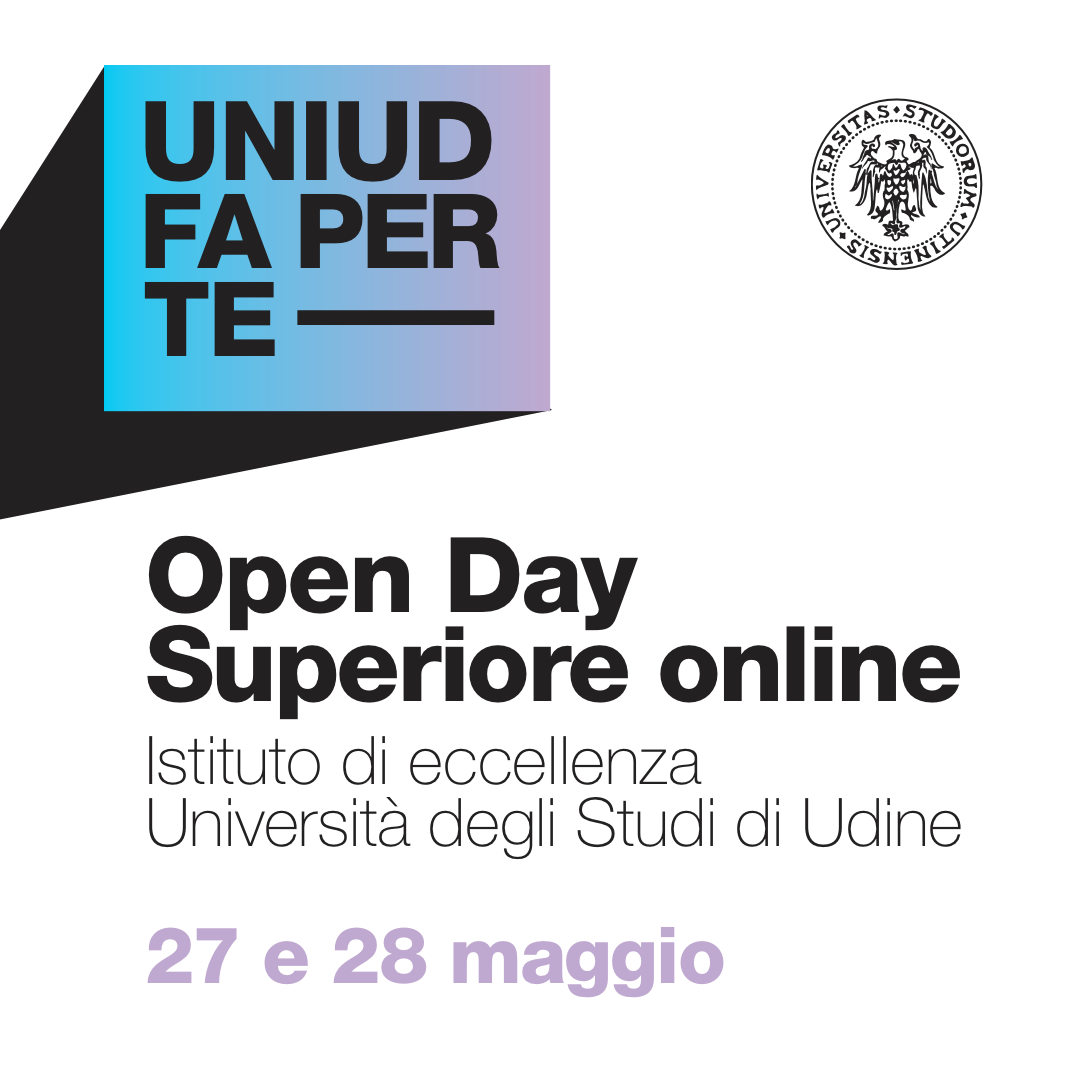 UNIUD
FA PER
TE
UNIVERSITAS • STUDIORUM • UTINENSIS •
Open Day
Superiore online
Istituto di eccellenza
Università degli Studi di Udine
27 e 28 maggio